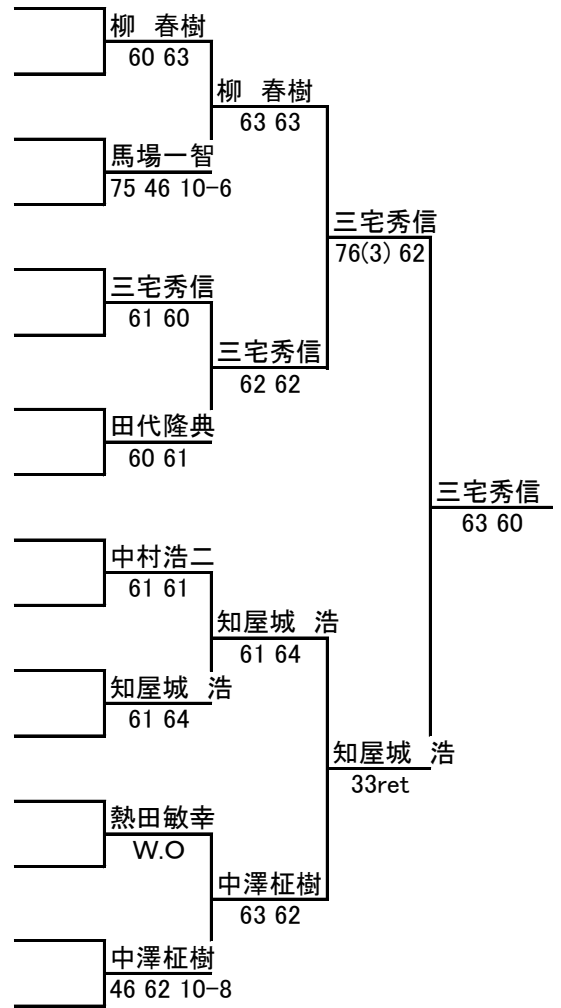 柳　春樹
60 63
柳　春樹
63 63
馬場一智
75 46 10-6
三宅秀信
76(3) 62
三宅秀信
61 60
三宅秀信
62 62
田代隆典
60 61
三宅秀信
63 60
中村浩二
61 61
知屋城　浩
61 64
知屋城　浩
61 64
知屋城　浩
33ret
熱田敏幸
W.O
中澤柾樹
63 62
中澤柾樹
46 62 10-8